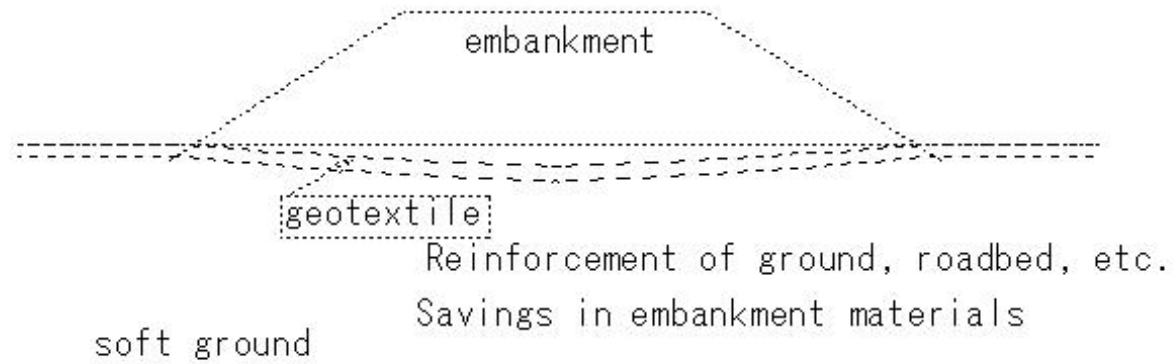 embankment
geotextile
Reinforcement of ground, roadbed, etc.
Savings in embankment materials
soft ground